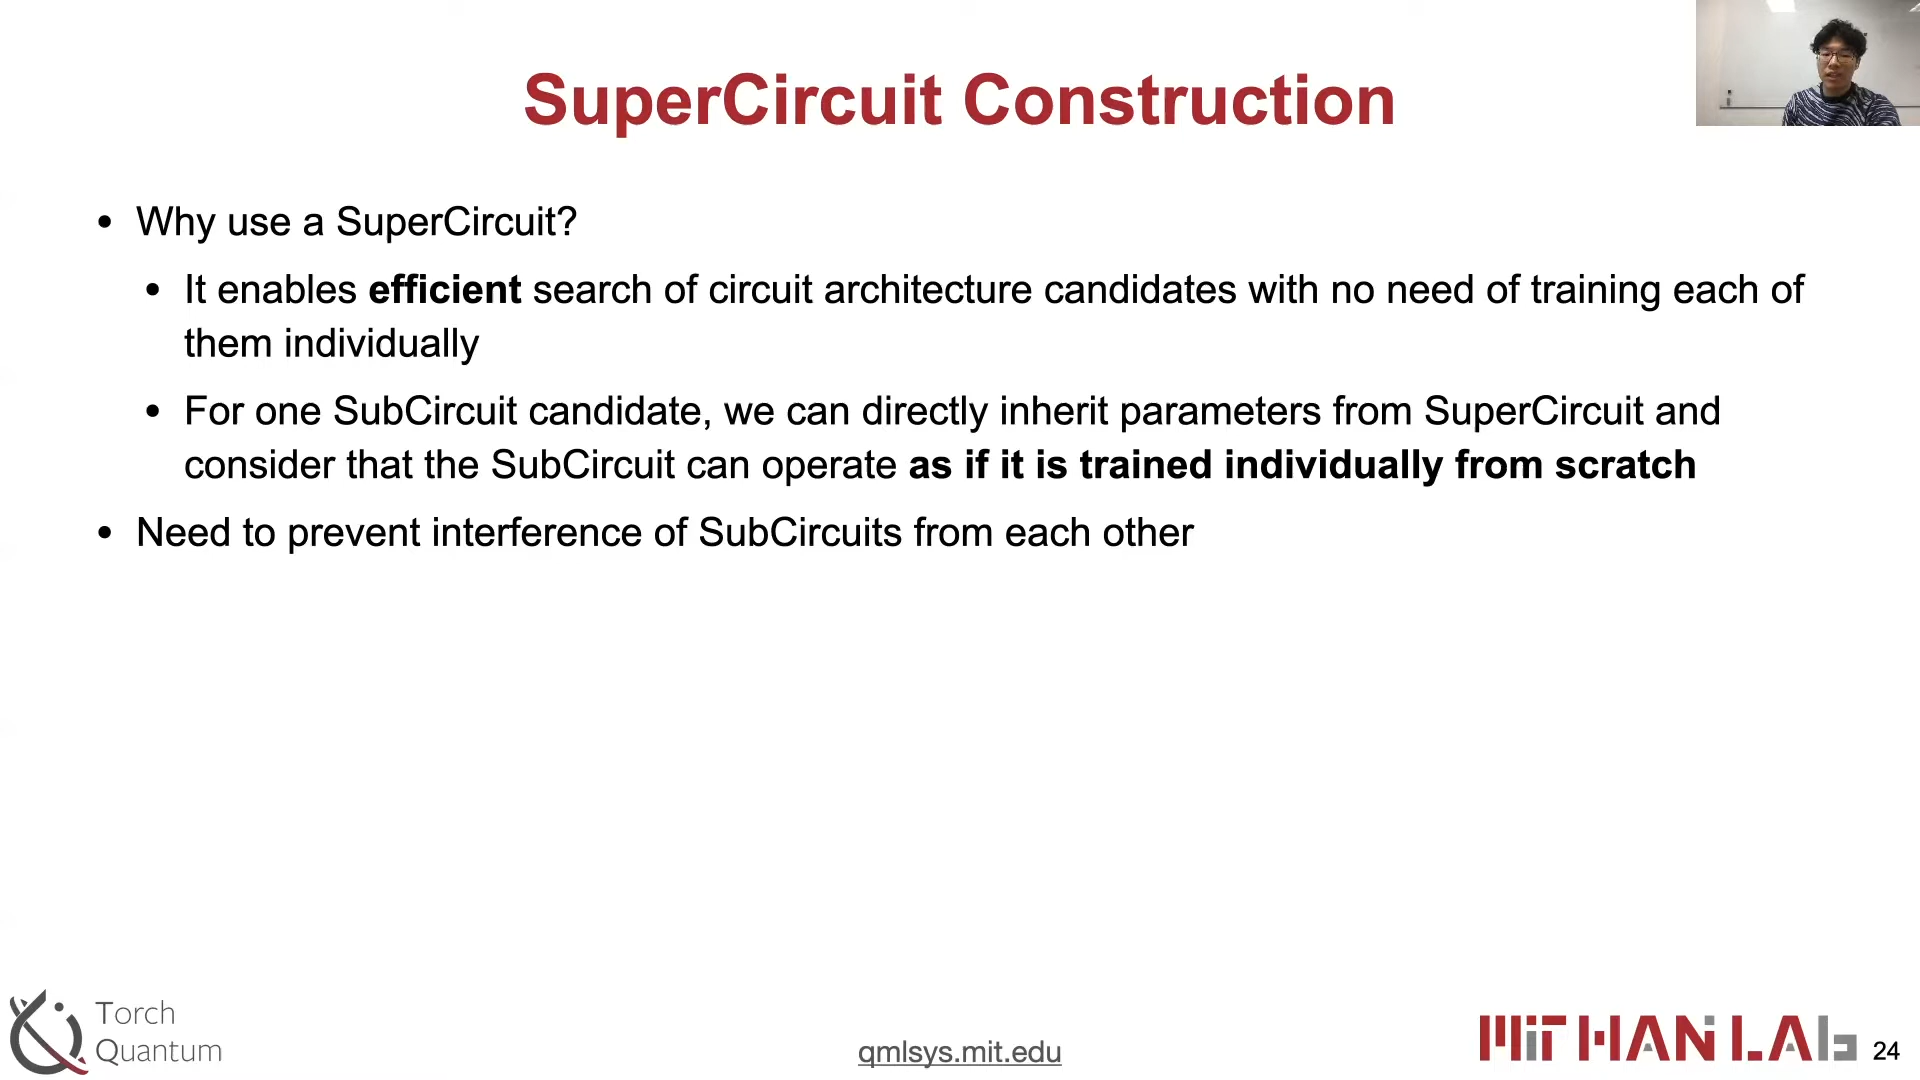 SuperCircuit Construction
• Why use a SuperCircuit?
• It enables efficient search of circuit architecture candidates with no need of training each of
them individually
• For one SubCircuit candidate, we can directly inherit parameters from SuperCircuit and
consider that the SubCircuit can operate as if it is trained individually from scratch
• Need to prevent interference of SubCircuits from each other
Torch
Quantum
qmlsys.mit.edu
MIT HAN LAb
24